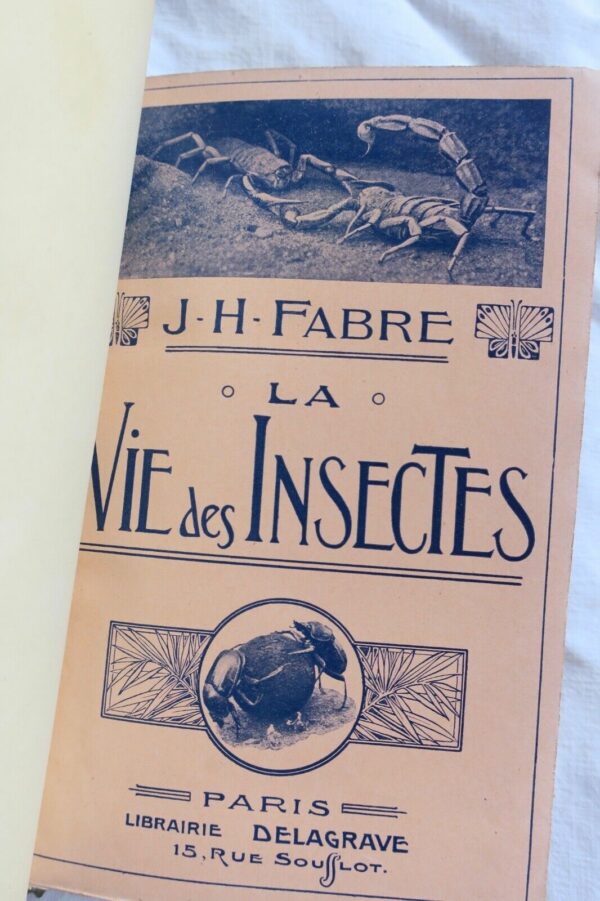 J-H-FABRE
LA
VIE des INSECTES
PARIS
LIBRAIRIE DELAGRAVE
15, RUE SOUFFLOT.